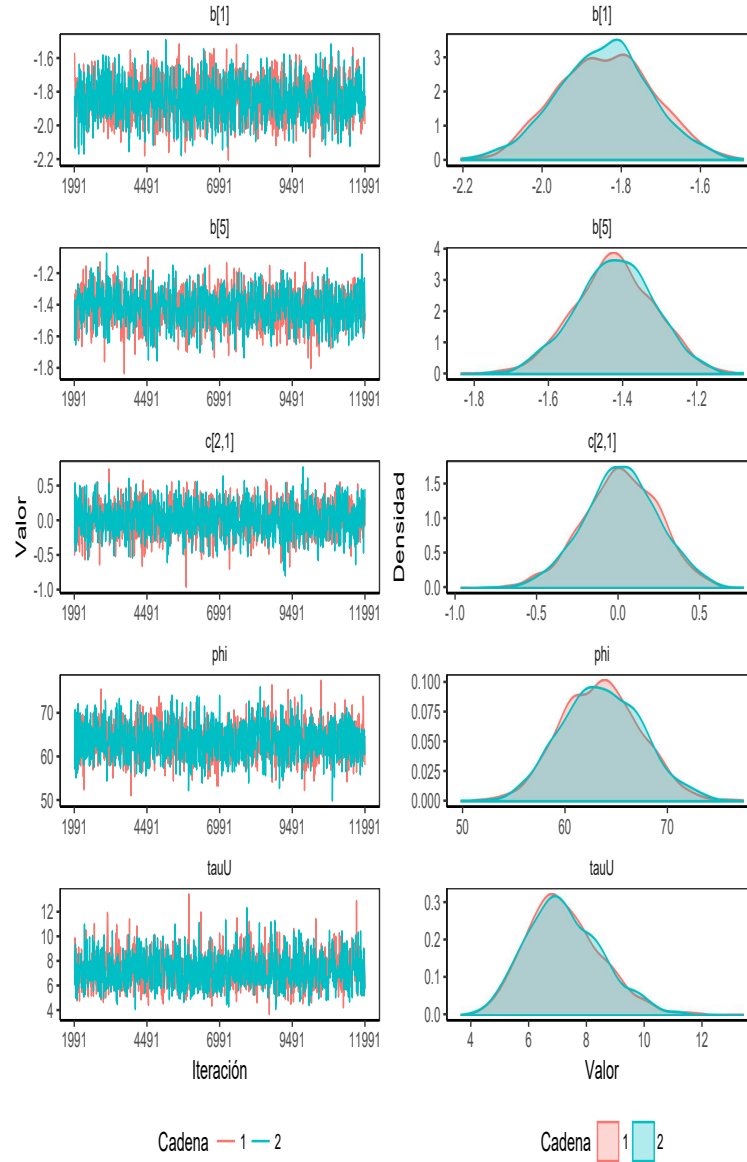 b[1]
b[1]
-1.6
-1.8
-2.0
-2.2
1991 4491 6991 9491 11991
3
2
1
0
-2.2 -2.0 -1.8 -1.6
b[5]
b[5]
-1.2
-1.4
-1.6
-1.8
1991 4491 6991 9491 11991
4
3
2
1
0
-1.8 -1.6 -1.4 -1.2
c[2,1]
c[2,1]
Valor
0.5
0.0
-0.5
-1.0
1991 4491 6991 9491 11991
Densidad
1.5
1.0
0.5
0.0
-1.0 -0.5 0.0 0.5
phi
phi
70
60
50
1991 4491 6991 9491 11991
0.100
0.075
0.050
0.025
0.000
50 60 70
tauU
tauU
12
10
8
6
4
1991 4491 6991 9491 11991
Iteración
0.3
0.2
0.1
0.0
4 6 8 10 12
Valor
Cadena 1 2
Cadena 1 2